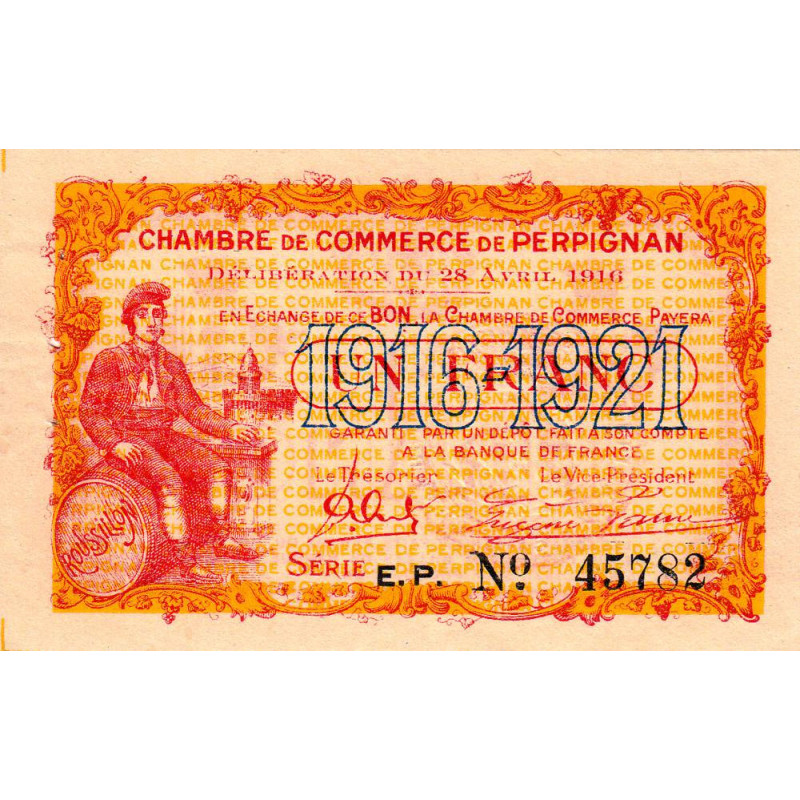 CHAMBRE DE COMMERCE DE PERPIGNAN
DÉLIBÉRATION DU 28 AVRIL 1916
EN ECHANGE DE CE BON LA CHAMBRE DE COMMERCE PAYERA
UN FRANC
1916-1921
GARANTIE PAR UN DÉPÔT FAIT A SON COMPTE
A LA BANQUE DE FRANCE
Le Trésorier Le Vice-Président
ROUSSILLON
SÉRIE E.P. Nº 45782